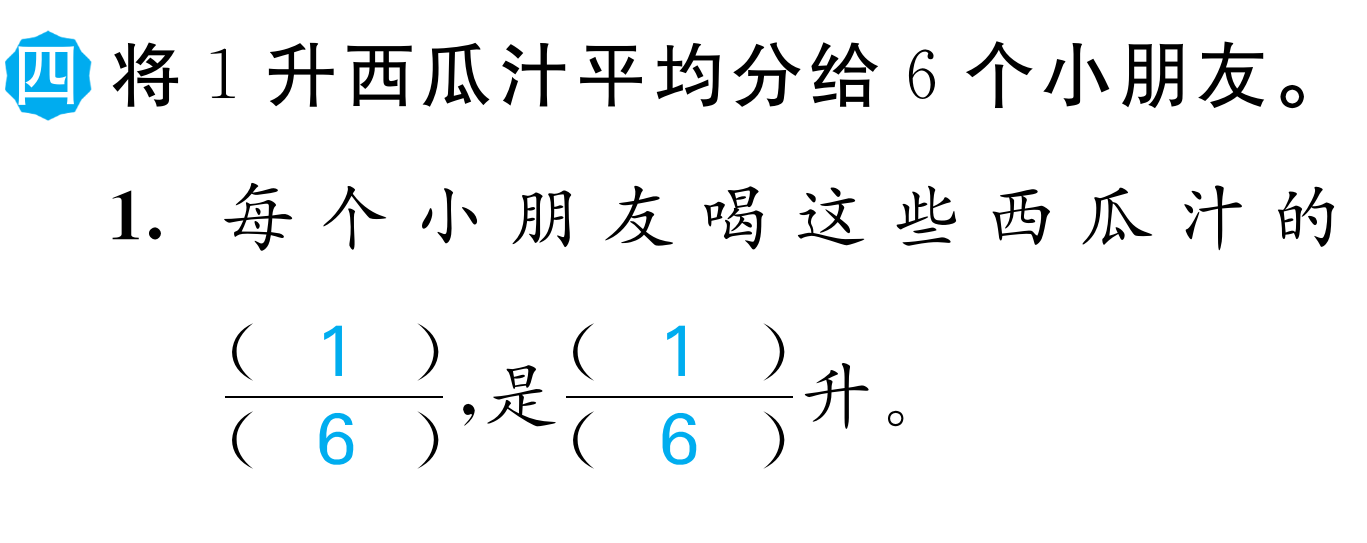 四 将 1 升西瓜汁平均分给 6 个小朋友。
1. 每个小朋友喝这些西瓜汁的
( 1 )/( 6 ),是( 1 )/( 6 )升。